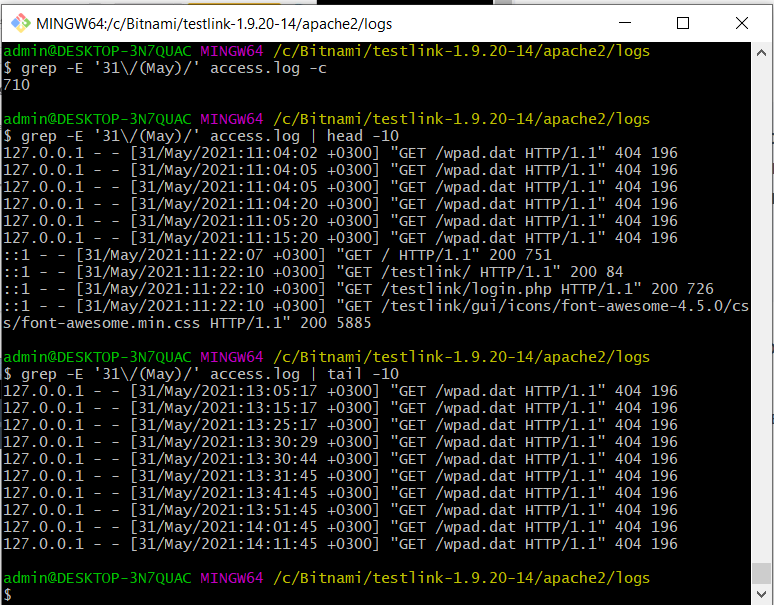 MINGW64:/c/Bitnami/testlink-1.9.20-14/apache2/logs
admin@DESKTOP-3N7QUAC MINGW64 /c/Bitnami/testlink-1.9.20-14/apache2/logs
$ grep -E '31\/(May)/' access.log -c
710
admin@DESKTOP-3N7QUAC MINGW64 /c/Bitnami/testlink-1.9.20-14/apache2/logs
$ grep -E '31\/(May)/' access.log | head -10
127.0.0.1 - - [31/May/2021:11:04:02 +0300] "GET /wpad.dat HTTP/1.1" 404 196
127.0.0.1 - - [31/May/2021:11:04:05 +0300] "GET /wpad.dat HTTP/1.1" 404 196
127.0.0.1 - - [31/May/2021:11:04:05 +0300] "GET /wpad.dat HTTP/1.1" 404 196
127.0.0.1 - - [31/May/2021:11:04:20 +0300] "GET /wpad.dat HTTP/1.1" 404 196
127.0.0.1 - - [31/May/2021:11:05:20 +0300] "GET /wpad.dat HTTP/1.1" 404 196
127.0.0.1 - - [31/May/2021:11:15:20 +0300] "GET /wpad.dat HTTP/1.1" 404 196
::1 - - [31/May/2021:11:22:07 +0300] "GET / HTTP/1.1" 200 751
::1 - - [31/May/2021:11:22:10 +0300] "GET /testlink/ HTTP/1.1" 200 84
::1 - - [31/May/2021:11:22:10 +0300] "GET /testlink/login.php HTTP/1.1" 200 726
::1 - - [31/May/2021:11:22:10 +0300] "GET /testlink/gui/icons/font-awesome-4.5.0/cs
s/font-awesome.min.css HTTP/1.1" 200 5885
admin@DESKTOP-3N7QUAC MINGW64 /c/Bitnami/testlink-1.9.20-14/apache2/logs
$ grep -E '31\/(May)/' access.log | tail -10
127.0.0.1 - - [31/May/2021:13:05:17 +0300] "GET /wpad.dat HTTP/1.1" 404 196
127.0.0.1 - - [31/May/2021:13:15:17 +0300] "GET /wpad.dat HTTP/1.1" 404 196
127.0.0.1 - - [31/May/2021:13:25:17 +0300] "GET /wpad.dat HTTP/1.1" 404 196
127.0.0.1 - - [31/May/2021:13:30:29 +0300] "GET /wpad.dat HTTP/1.1" 404 196
127.0.0.1 - - [31/May/2021:13:30:44 +0300] "GET /wpad.dat HTTP/1.1" 404 196
127.0.0.1 - - [31/May/2021:13:31:45 +0300] "GET /wpad.dat HTTP/1.1" 404 196
127.0.0.1 - - [31/May/2021:13:41:45 +0300] "GET /wpad.dat HTTP/1.1" 404 196
127.0.0.1 - - [31/May/2021:13:51:45 +0300] "GET /wpad.dat HTTP/1.1" 404 196
127.0.0.1 - - [31/May/2021:14:01:45 +0300] "GET /wpad.dat HTTP/1.1" 404 196
127.0.0.1 - - [31/May/2021:14:11:45 +0300] "GET /wpad.dat HTTP/1.1" 404 196
admin@DESKTOP-3N7QUAC MINGW64 /c/Bitnami/testlink-1.9.20-14/apache2/logs
$